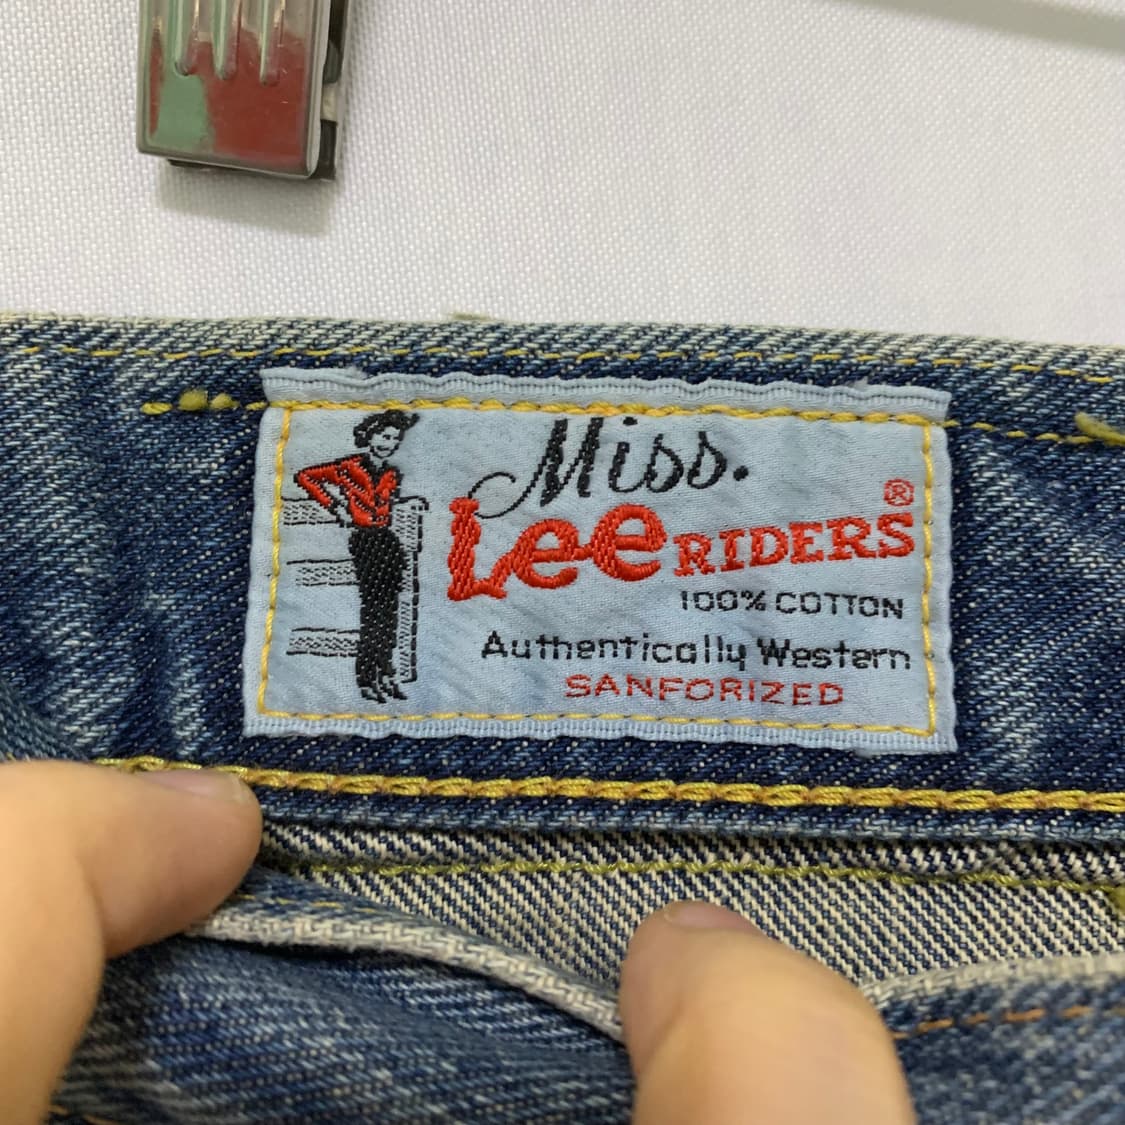 Miss.
Lee RIDERS®
100% COTTON
Authentically Western
SANFORIZED